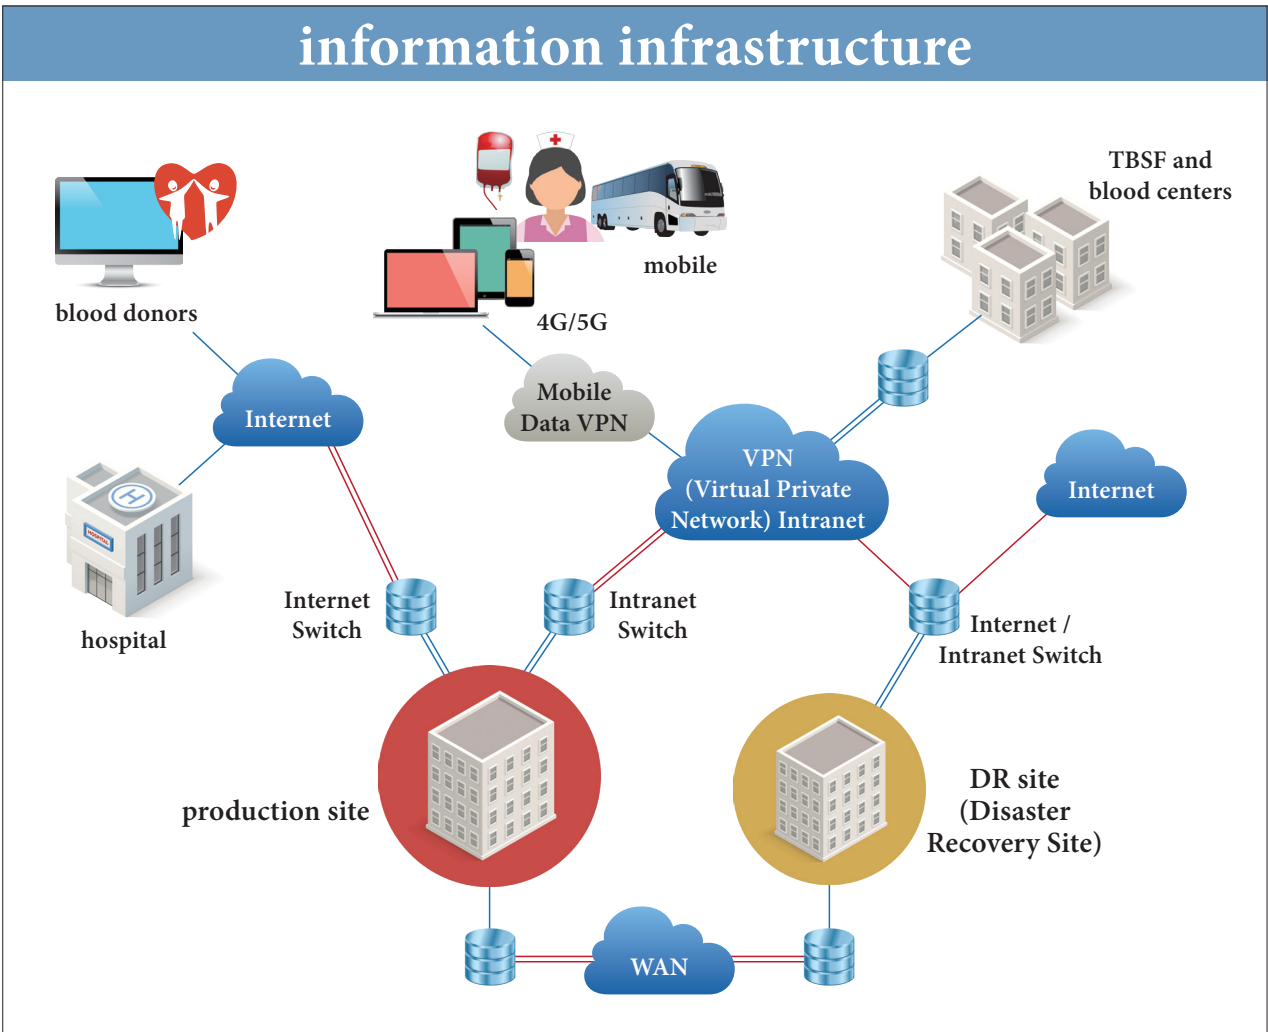 information infrastructure
TBSF and
blood centers
mobile
blood donors
4G/5G
Mobile
Data VPN
Internet
VPN
(Virtual Private
Network) Intranet
Internet
H
HOSPITAL
hospital
Internet
Switch
Intranet
Switch
Internet /
Intranet Switch
production site
DR site
(Disaster
Recovery Site)
WAN